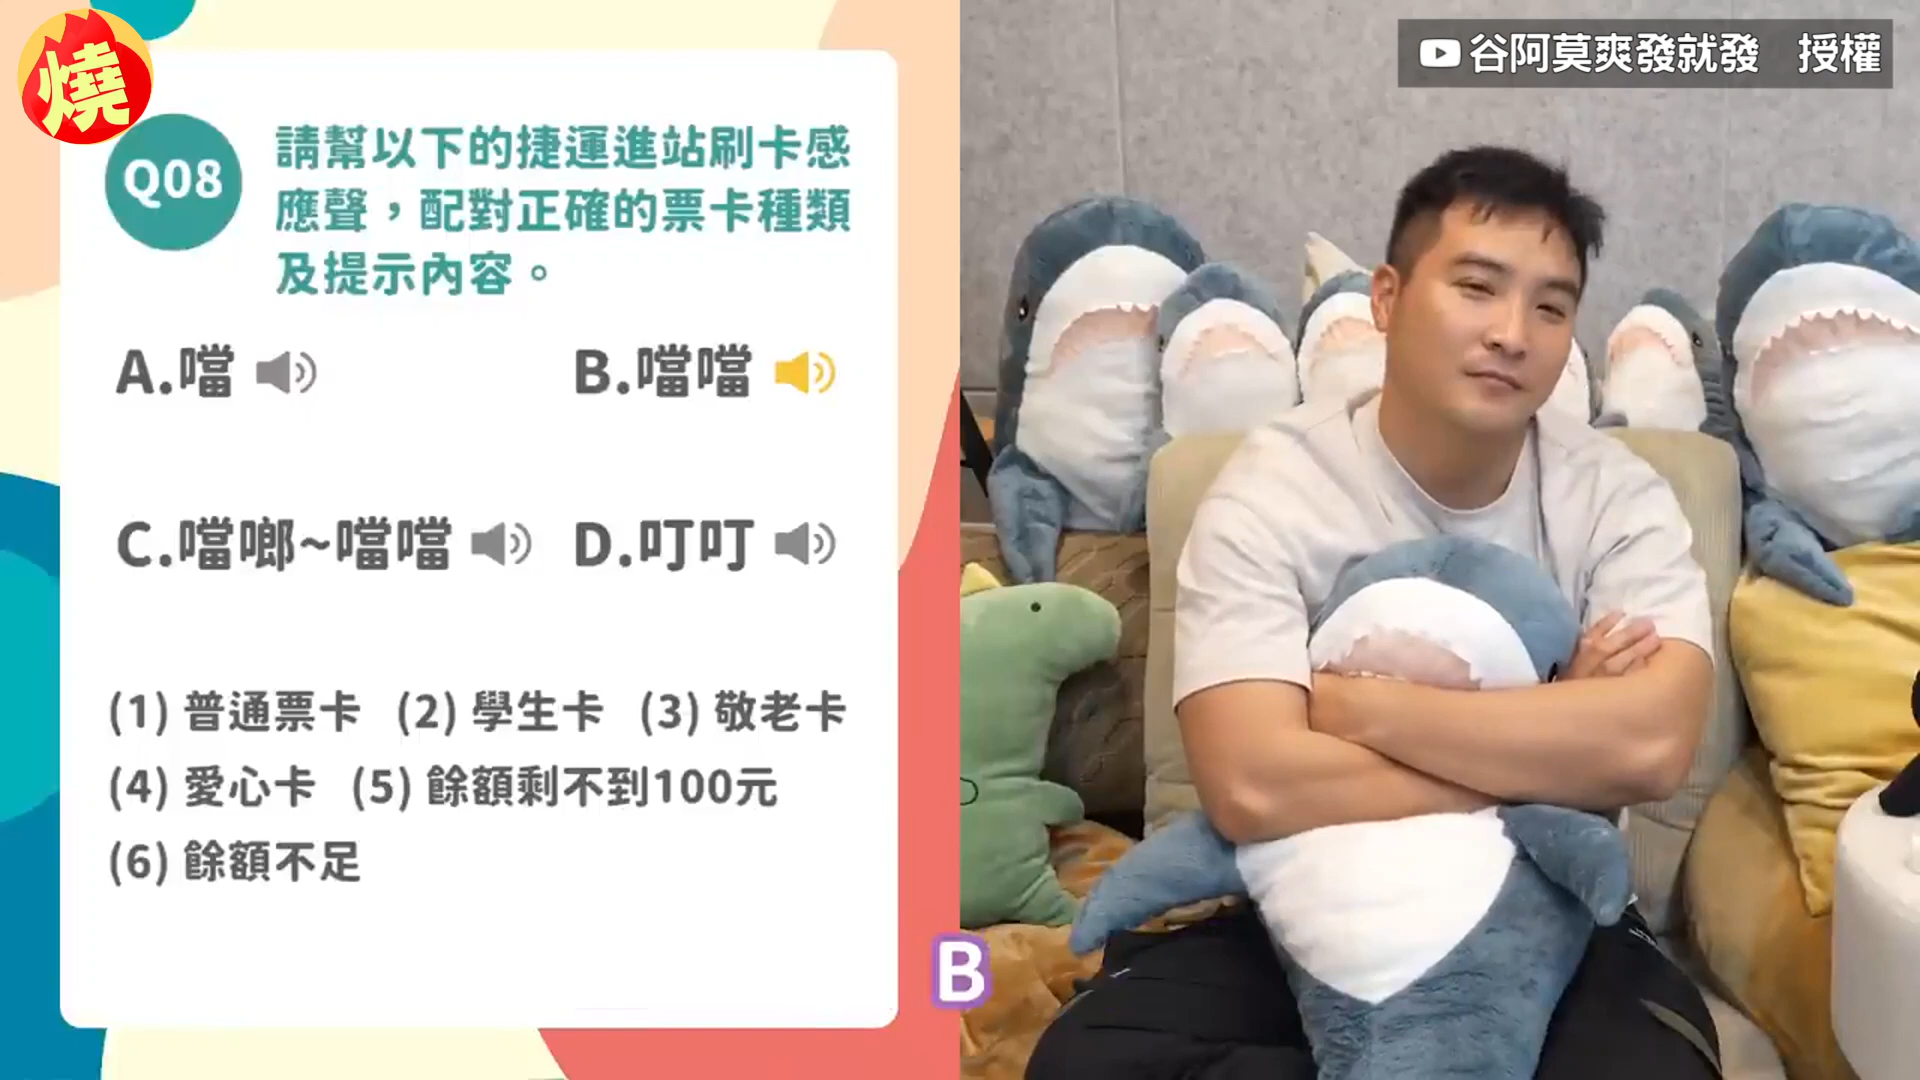 燒
谷阿莫爽發就發 授權
Q08
請幫以下的捷運進站刷卡感
應聲，配對正確的票卡種類
及提示內容。
A.噹
B.噹噹
C.噹啷~噹噹
D.叮叮
(1) 普通票卡 (2) 學生卡 (3) 敬老卡
(4) 愛心卡 (5) 餘額剩不到100元
(6) 餘額不足
B